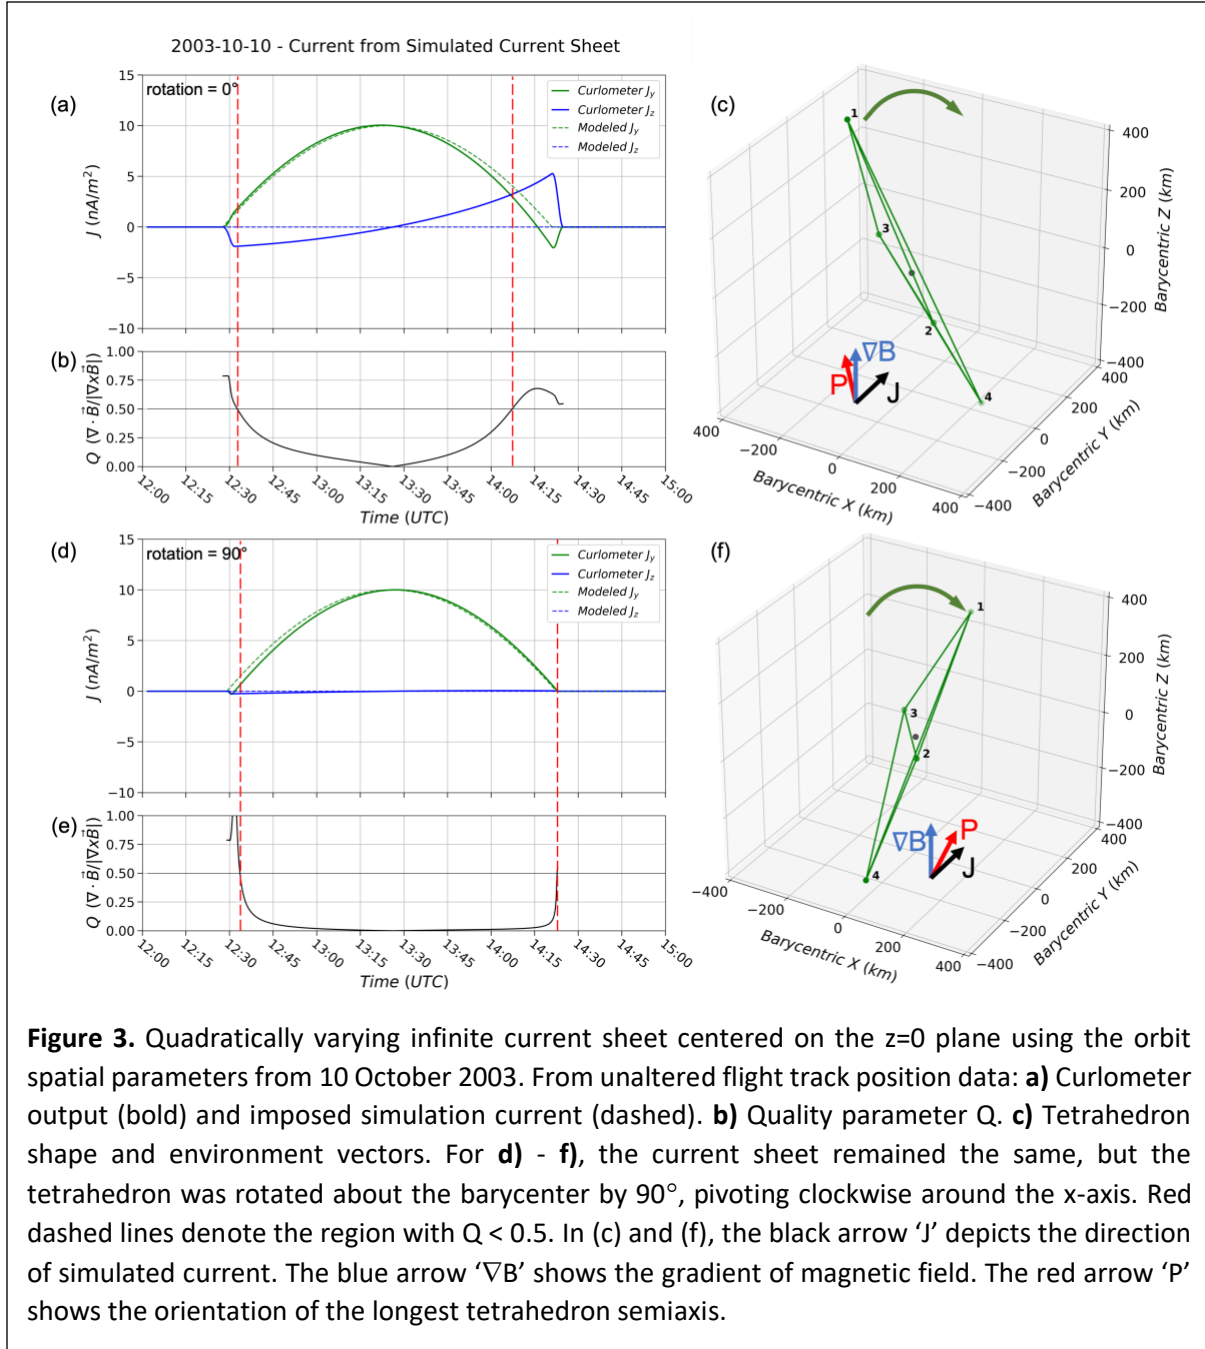 2003-10-10 - Current from Simulated Current Sheet
(a)
rotation = 0°
Curlometer Jy
Curlometer Jz
Modeled Jy
Modeled Jz
J (nA/m²)
15
10
5
0
−5
−10
(b)
Q (∇ · B⃗/|∇xB⃗|)
1.00
0.75
0.50
0.25
0.00
12:00 12:15 12:30 12:45 13:00 13:15 13:30 13:45 14:00 14:15 14:30 14:45 15:00
Time (UTC)
(c)
1
3
2
4
∇B
P
J
400
200
0
−200
−400
Barycentric Z (km)
400
200
0
−200
−400
Barycentric Y (km)
400
−200
0
200
400
Barycentric X (km)
(d)
rotation = 90°
Curlometer Jy
Curlometer Jz
Modeled Jy
Modeled Jz
J (nA/m²)
15
10
5
0
−5
−10
(e)
Q (∇ · B⃗/|∇xB⃗|)
1.00
0.75
0.50
0.25
0.00
12:00 12:15 12:30 12:45 13:00 13:15 13:30 13:45 14:00 14:15 14:30 14:45 15:00
Time (UTC)
(f)
1
3
2
4
∇B
P
J
400
200
0
−200
−400
Barycentric Z (km)
400
200
0
−200
−400
Barycentric Y (km)
−400
−200
0
200
400
Barycentric X (km)
Figure 3. Quadratically varying infinite current sheet centered on the z=0 plane using the orbit
spatial parameters from 10 October 2003. From unaltered flight track position data: a) Curlometer
output (bold) and imposed simulation current (dashed). b) Quality parameter Q. c) Tetrahedron
shape and environment vectors. For d) - f), the current sheet remained the same, but the
tetrahedron was rotated about the barycenter by 90°, pivoting clockwise around the x-axis. Red
dashed lines denote the region with Q < 0.5. In (c) and (f), the black arrow ‘J’ depicts the direction
of simulated current. The blue arrow ‘∇B’ shows the gradient of magnetic field. The red arrow ‘P’
shows the orientation of the longest tetrahedron semiaxis.